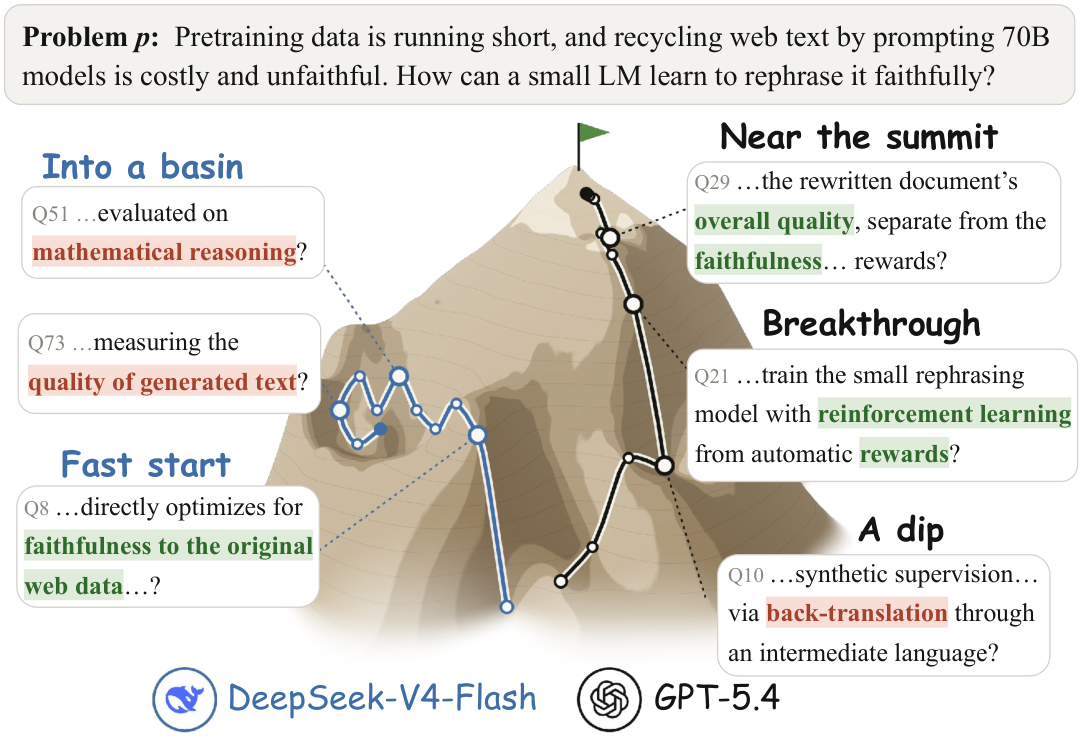 Problem p: Pretraining data is running short, and recycling web text by prompting 70B
models is costly and unfaithful. How can a small LM learn to rephrase it faithfully?
Into a basin
Q51 …evaluated on
mathematical reasoning?
Q73 …measuring the
quality of generated text?
Fast start
Q8 …directly optimizes for
faithfulness to the original
web data…?
Near the summit
Q29 …the rewritten document’s
overall quality, separate from the
faithfulness… rewards?
Breakthrough
Q21 …train the small rephrasing
model with reinforcement learning
from automatic rewards?
A dip
Q10 …synthetic supervision…
via back-translation through
an intermediate language?
DeepSeek-V4-Flash
GPT-5.4